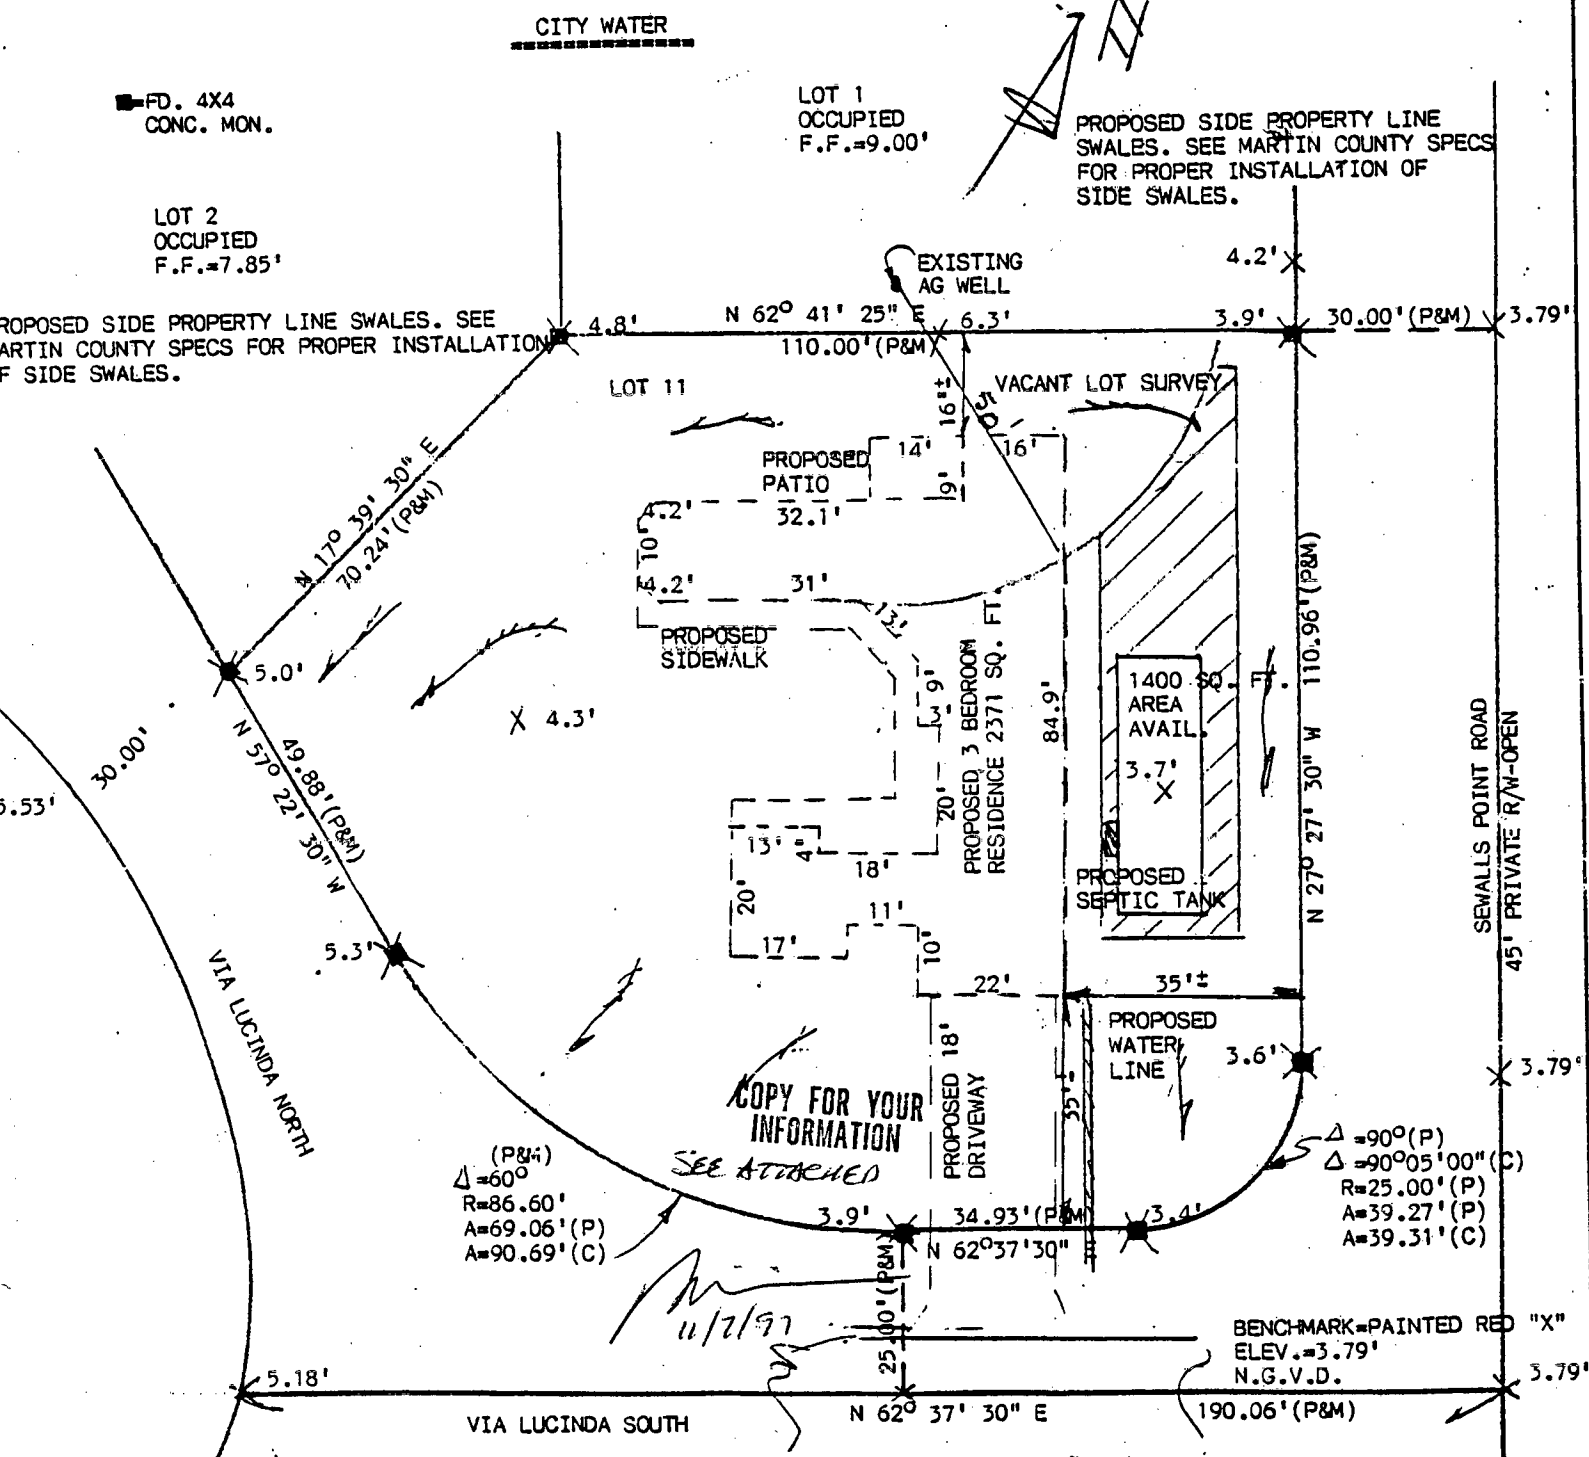 CITY WATER
=FD. 4X4
CONC. MON.
LOT 1
OCCUPIED
F.F.=9.00'
PROPOSED SIDE PROPERTY LINE
SWALES. SEE MARTIN COUNTY SPECS
FOR PROPER INSTALLATION OF
SIDE SWALES.
LOT 2
OCCUPIED
F.F.=7.85'
EXISTING
AG WELL
4.2'
ROPOSED SIDE PROPERTY LINE SWALES. SEE
ARTIN COUNTY SPECS FOR PROPER INSTALLATION
F SIDE SWALES.
4.8'
N 62° 41' 25" E
110.00'(P&M)
6.3'
3.9'
30.00'(P&M)
3.79'
LOT 11
VACANT LOT SURVEY
16'±
50'
14'
16'
9'
PROPOSED
PATIO
4.2'
32.1'
10'
4.2'
31'
13'
N 17° 39' 30" E
70.24'(P&M)
PROPOSED
SIDEWALK
5.0'
X 4.3'
9'
3'
20'
PROPOSED 3 BEDROOM
RESIDENCE 2371 SQ. FT.
84.9'
1400 SQ. FT.
AREA
AVAIL.
3.7'
X
N 27° 27' 30" W 110.96'(P&M)
SEWALLS POINT ROAD
45' PRIVATE R/W-OPEN
30.00'
5.53'
49.88'(P&M)
N 57° 22' 30" W
13'
4'
18'
20'
PROPOSED
SEPTIC TANK
11'
17'
10'
5.3'
22'
35'±
VIA LUCINDA NORTH
PROPOSED
WATER
LINE
3.6'
3.79'
35'±
PROPOSED 18'
DRIVEWAY
COPY FOR YOUR
INFORMATION
SEE ATTACHED
(P&M)
Δ=60°
R=86.60'
A=69.06'(P)
A=90.69'(C)
Δ=90°(P)
Δ=90°05'00"(C)
R=25.00'(P)
A=39.27'(P)
A=39.31'(C)
3.9'
34.93'(P&M)
3.4'
N 62°37'30"
25.00'(P&M)
11/7/97
BENCHMARK=PAINTED RED "X"
ELEV.=3.79'
N.G.V.D.
5.18'
3.79'
VIA LUCINDA SOUTH
N 62° 37' 30" E
190.06'(P&M)